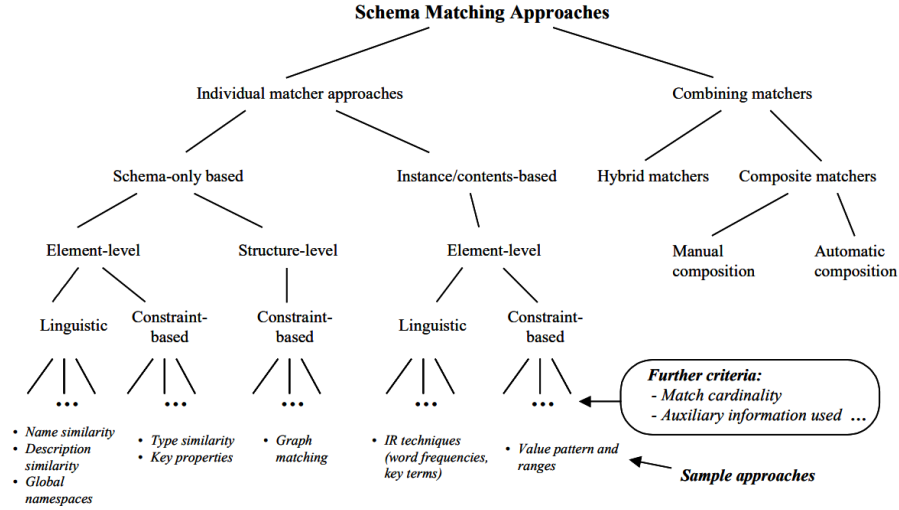 Schema Matching Approaches
Individual matcher approaches
Combining matchers
Schema-only based
Instance/contents-based
Hybrid matchers
Composite matchers
Element-level
Structure-level
Element-level
Manual
composition
Automatic
composition
Linguistic
Constraint-
based
Constraint-
based
Linguistic
Constraint-
based
Further criteria:
- Match cardinality
- Auxiliary information used ...
...
...
...
...
...
• Name similarity
• Description
similarity
• Global
namespaces
• Type similarity
• Key properties
• Graph
matching
• IR techniques
(word frequencies,
key terms)
• Value pattern and
ranges
Sample approaches